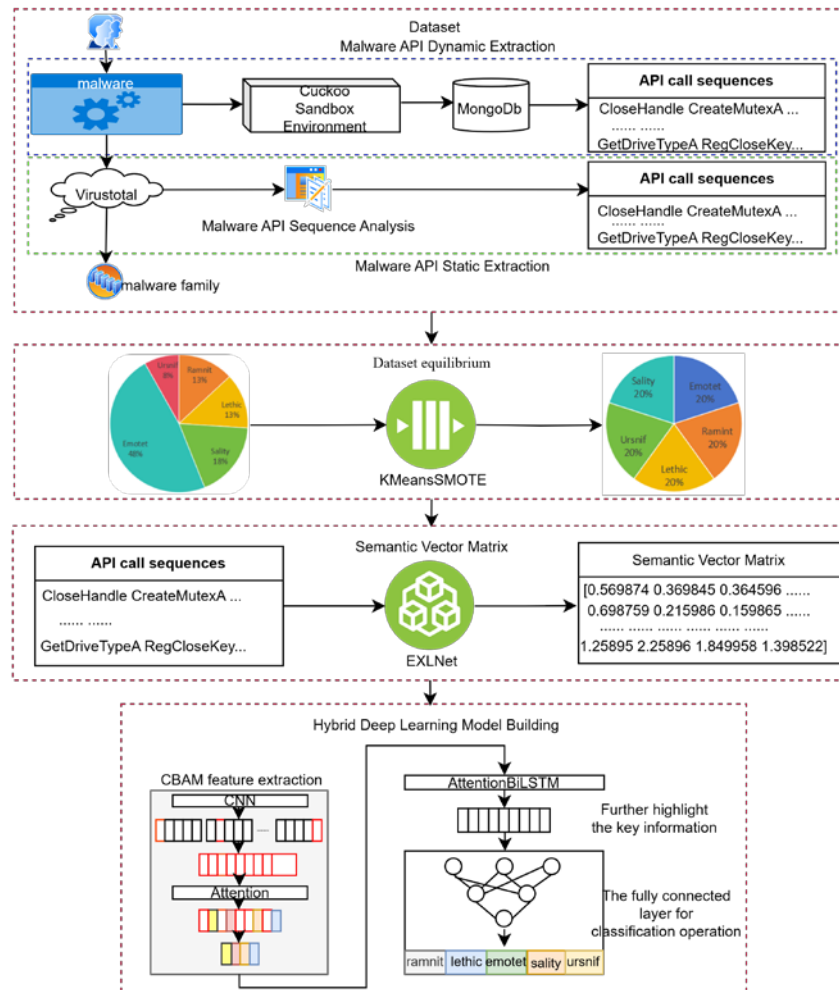 Dataset
Malware API Dynamic Extraction
malware
Cuckoo
Sandbox
Environment
MongoDb
API call sequences
CloseHandle CreateMutexA ...
...... ......
GetDriveTypeA RegCloseKey...
Virustotal
Malware API Sequence Analysis
API call sequences
CloseHandle CreateMutexA ...
...... ......
GetDriveTypeA RegCloseKey...
Malware API Static Extraction
malware family
Dataset equilibrium
Ursnif
8%
Ramnit
13%
Lethic
13%
Sality
18%
Emotet
48%
KMeansSMOTE
Sality
20%
Emotet
20%
Ursnif
20%
Ramint
20%
Lethic
20%
Semantic Vector Matrix
API call sequences
CloseHandle CreateMutexA ...
...... ......
GetDriveTypeA RegCloseKey...
EXLNet
Semantic Vector Matrix
[0.569874 0.369845 0.364596 ......
0.698759 0.215986 0.159865 ......
...... ...... ...... ...... ......
1.25895 2.25896 1.849958 1.398522]
Hybrid Deep Learning Model Building
CBAM feature extraction
CNN
......
Attention
AttentionBiLSTM
Further highlight
the key information
The fully connected
layer for
classification operation
ramnit lethic emotet sality ursnif